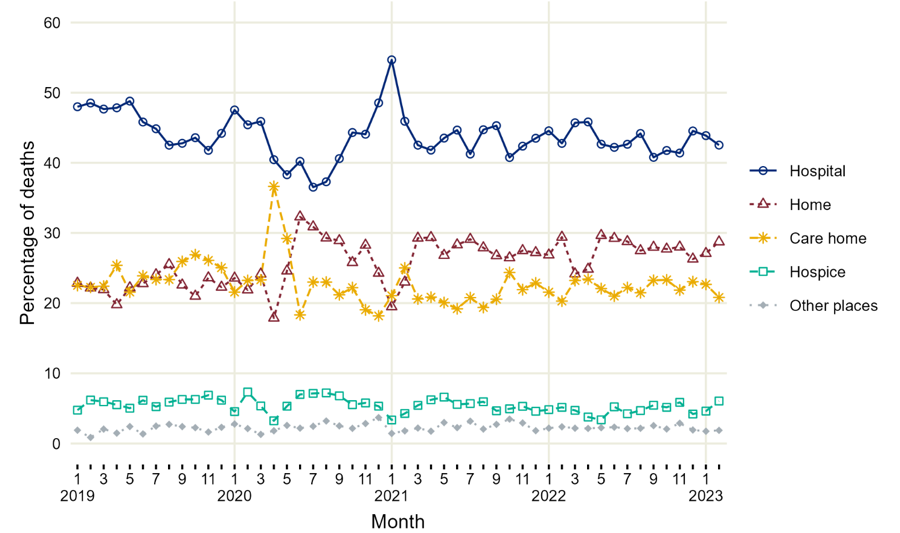 Percentage of deaths
60
50
40
30
20
10
0
1 3 5 7 9 11 1 3 5 7 9 11 1 3 5 7 9 11 1 3 5 7 9 11 1
2019 2020 2021 2022 2023
Month
Hospital
Home
Care home
Hospice
Other places